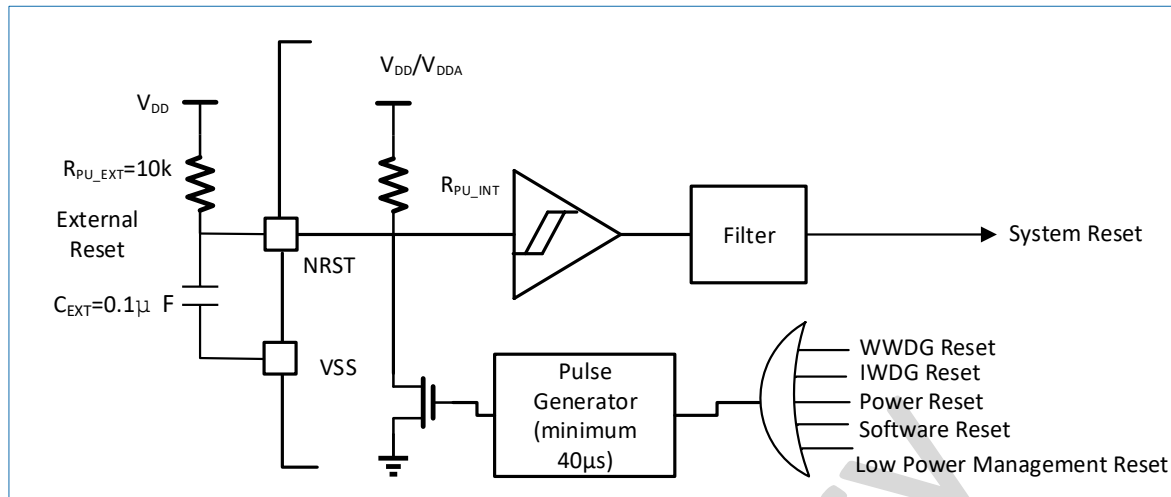 V_DD/V_DDA
V_DD
R_PU_EXT=10k
R_PU_INT
External
Reset
NRST
Filter
System Reset
C_EXT=0.1μ F
VSS
Pulse
Generator
(minimum
40μs)
WWDG Reset
IWDG Reset
Power Reset
Software Reset
Low Power Management Reset